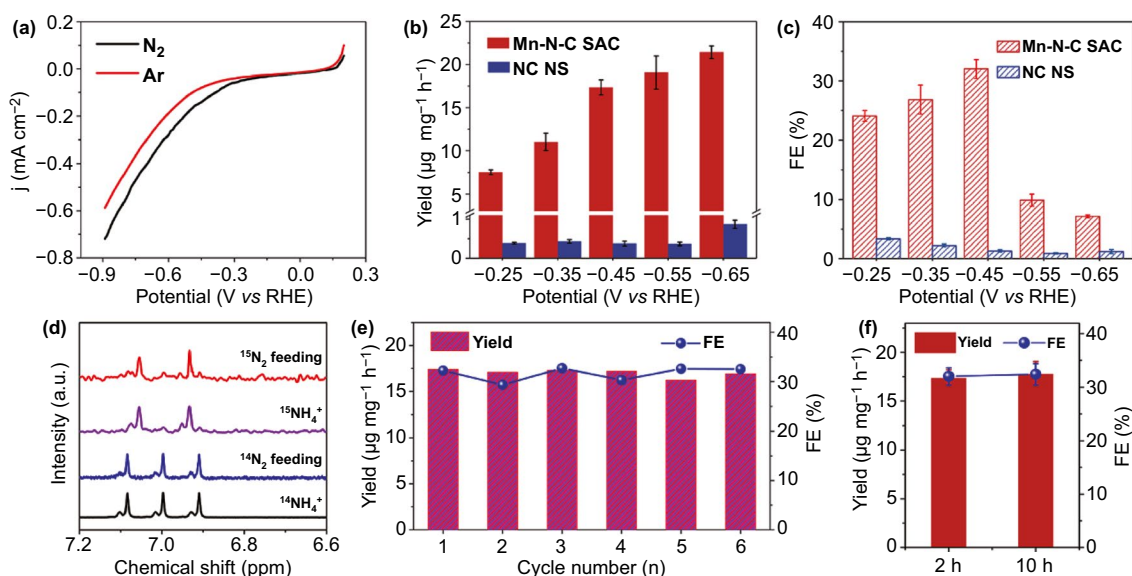 (a)
N₂
Ar
j (mA cm⁻²)
0.2
0.0
−0.2
−0.4
−0.6
−0.8
−0.9 −0.6 −0.3 0.0 0.3
Potential (V vs RHE)
(b)
Mn-N-C SAC
NC NS
Yield (µg mg⁻¹ h⁻¹)
25
20
15
10
5
1
0
−0.25 −0.35 −0.45 −0.55 −0.65
Potential (V vs RHE)
(c)
Mn-N-C SAC
NC NS
FE (%)
40
30
20
10
0
−0.25 −0.35 −0.45 −0.55 −0.65
Potential (V vs RHE)
(d)
Intensity (a.u.)
¹⁵N₂ feeding
¹⁵NH₄⁺
¹⁴N₂ feeding
¹⁴NH₄⁺
7.2 7.0 6.8 6.6
Chemical shift (ppm)
(e)
Yield FE
Yield (µg mg⁻¹ h⁻¹)
20
15
10
5
0
40
30
20
10
0
FE (%)
1 2 3 4 5 6
Cycle number (n)
(f)
Yield FE
Yield (µg mg⁻¹ h⁻¹)
20
15
10
5
0
40
30
20
10
0
FE (%)
2 h 10 h